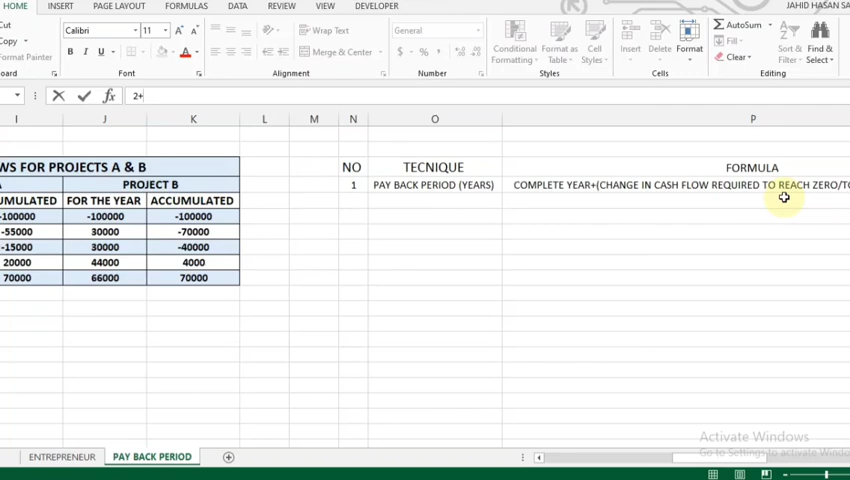 JAHID HASAN SA
HOME INSERT PAGE LAYOUT FORMULAS DATA REVIEW VIEW DEVELOPER
Cut
Copy
Format Painter
Calibri 11 A A
B I U A
Wrap Text
Merge & Center
General
$ % ,
Conditional Formatting Format as Table Cell Styles
Insert Delete Format
AutoSum
Fill
Clear
Sort & Filter Find & Select
Font Alignment Number Styles Cells Editing
fx 2+
I J K L M N O P
WS FOR PROJECTS A & B NO TECNIQUE FORMULA
A PROJECT B 1 PAY BACK PERIOD (YEARS) COMPLETE YEAR+(CHANGE IN CASH FLOW REQUIRED TO REACH ZERO/TO
UMULATED FOR THE YEAR ACCUMULATED
-100000 -100000 -100000
-55000 30000 -70000
-15000 30000 -40000
20000 44000 4000
70000 66000 70000
Activate Windows
Go to Settings to activate Windo
ENTREPRENEUR PAY BACK PERIOD